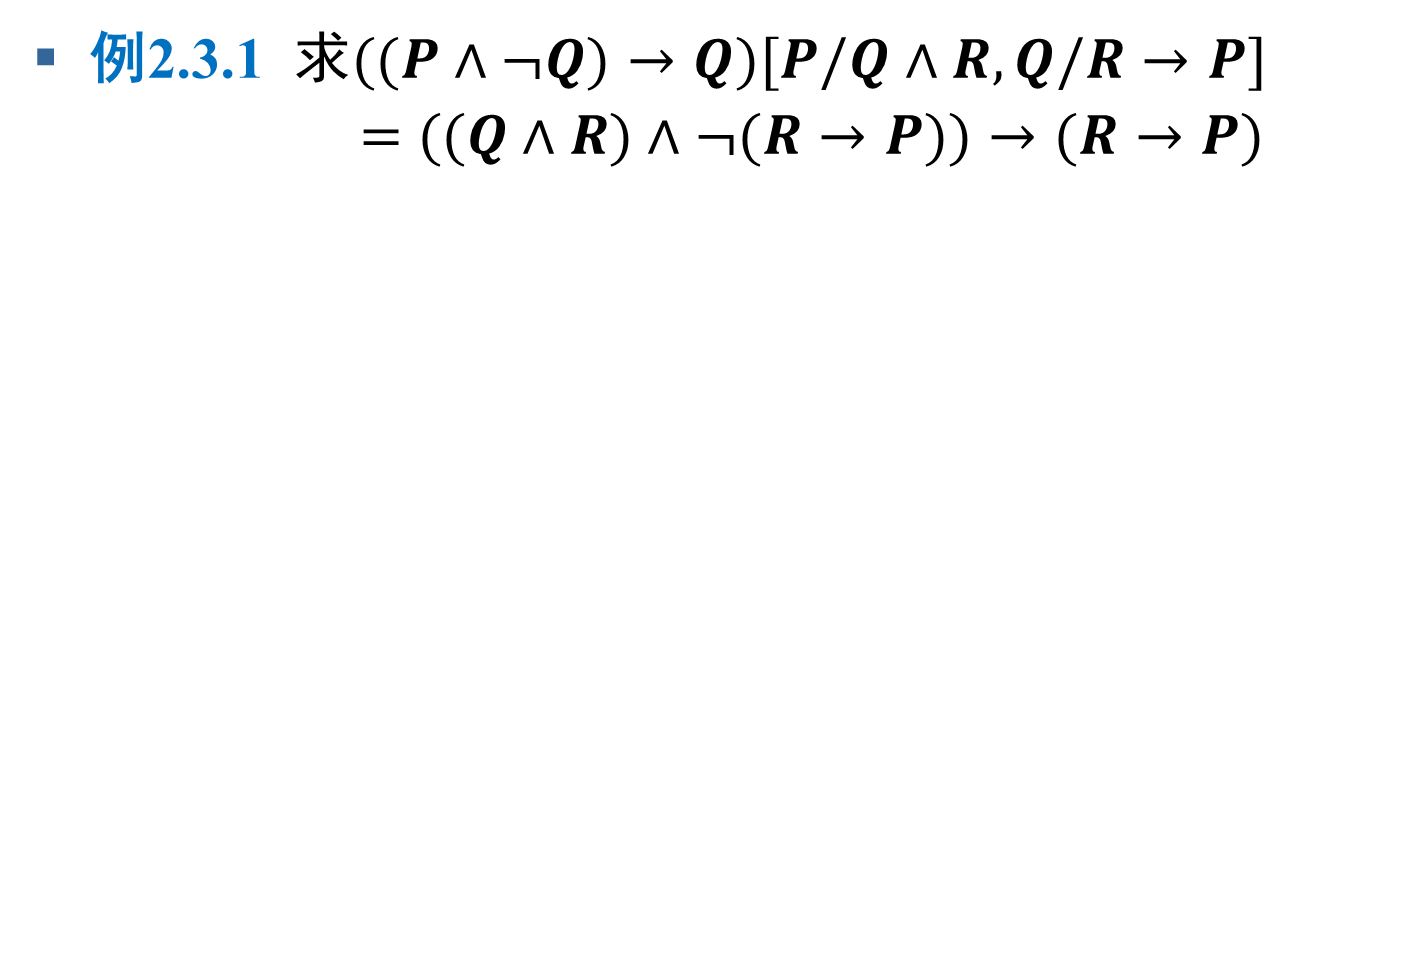 ▪ 例2.3.1 求((P ∧ ¬Q) → Q)[P/Q ∧ R, Q/R → P]
= ((Q ∧ R) ∧ ¬(R → P)) → (R → P)